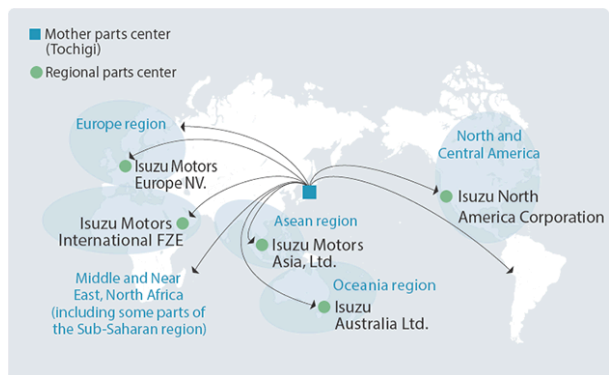 Mother parts center
(Tochigi)
Regional parts center
Europe region
Isuzu Motors
Europe NV.
North and
Central America
Isuzu North
America Corporation
Isuzu Motors
International FZE
Asean region
Isuzu Motors
Asia, Ltd.
Middle and Near
East, North Africa
(including some parts of
the Sub-Saharan region)
Oceania region
Isuzu
Australia Ltd.